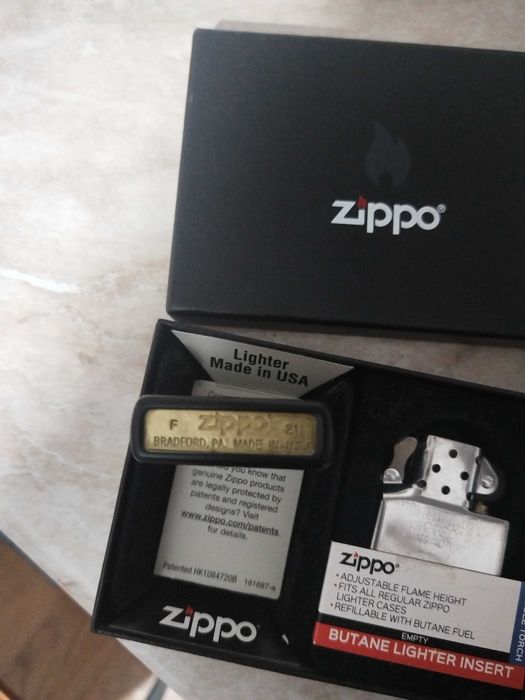 Zippo
Lighter
Made in USA
F Zippo 21
BRADFORD, PA. MADE IN U.S.A
did you know that
genuine Zippo products
are legally protected by
patents and registered
designs? Visit
www.zippo.com/patents
for details.
Patented HK1084720B 181697-a
Zippo
Zippo
• ADJUSTABLE FLAME HEIGHT
• FITS ALL REGULAR ZIPPO
LIGHTER CASES
• REFILLABLE WITH BUTANE FUEL
EMPTY
BUTANE LIGHTER INSERT
TORCH